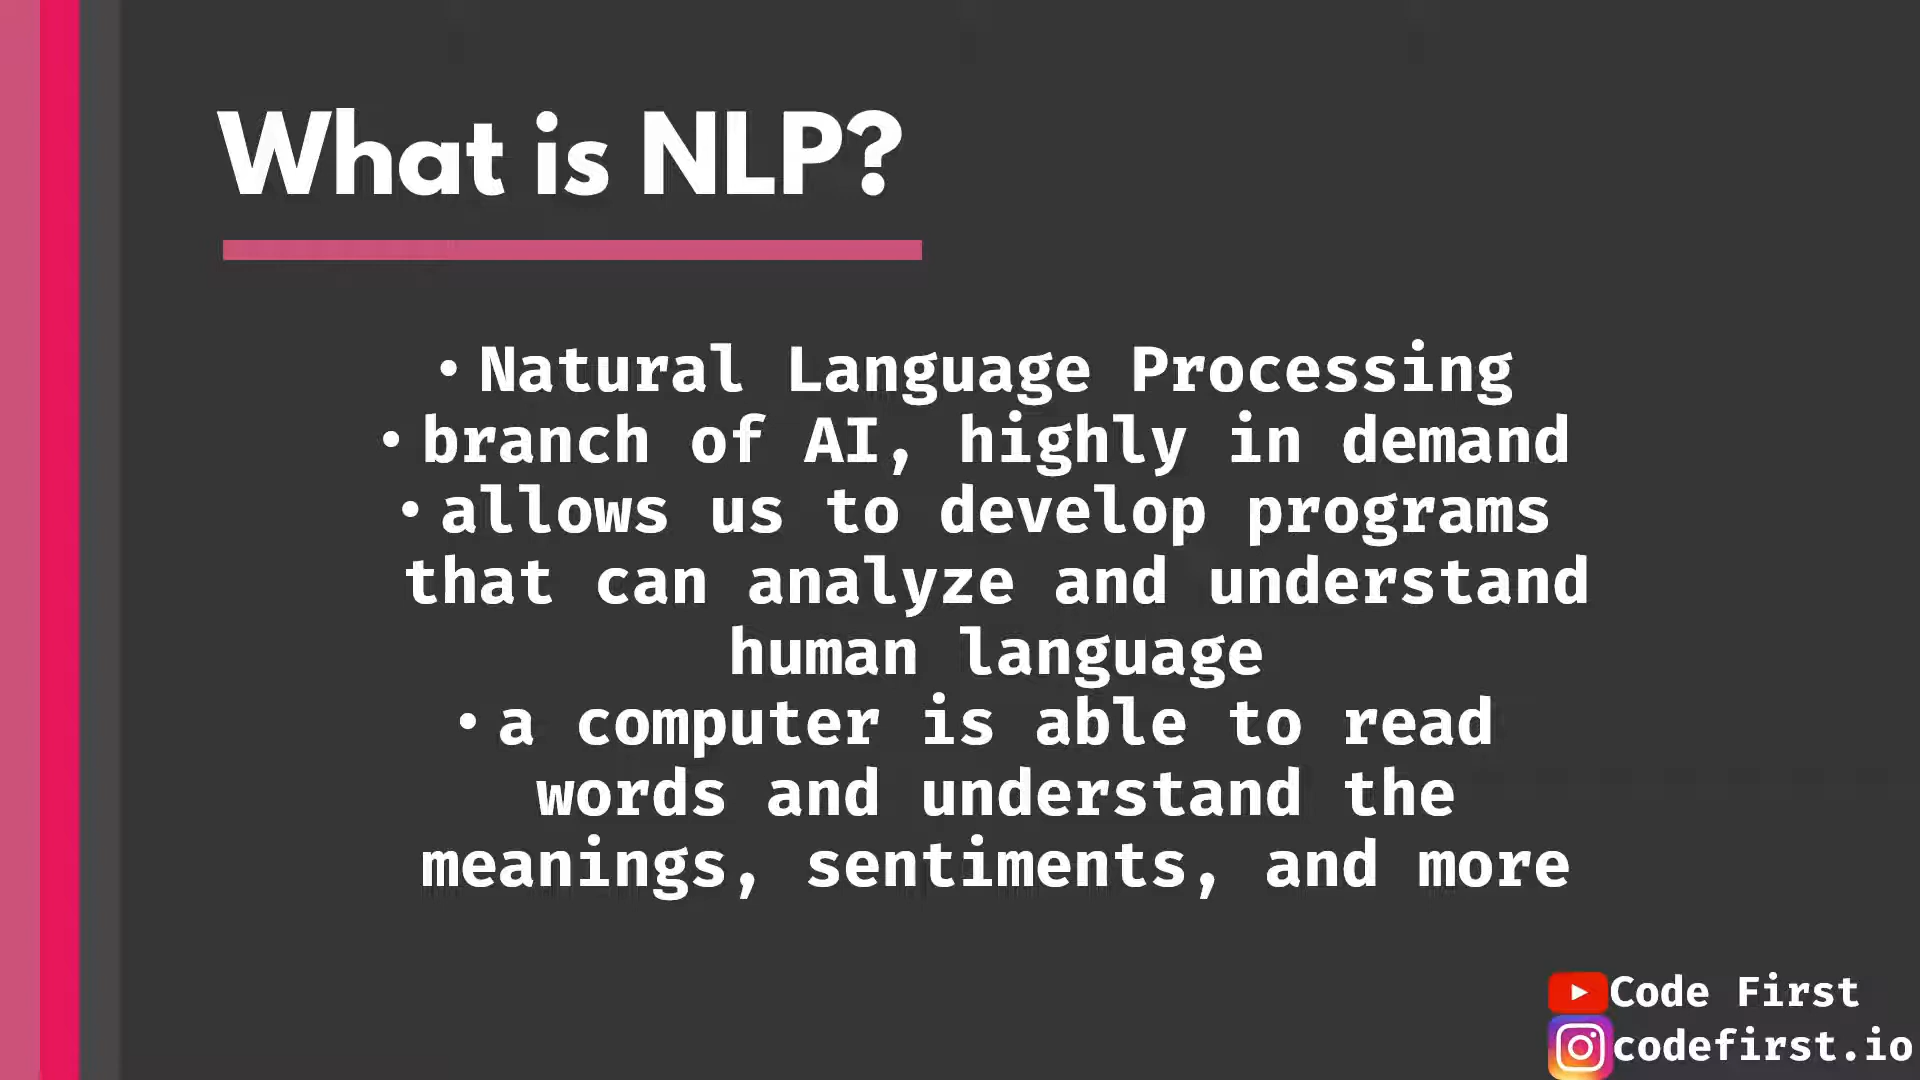 What is NLP?
• Natural Language Processing
• branch of AI, highly in demand
• allows us to develop programs
that can analyze and understand
human language
• a computer is able to read
words and understand the
meanings, sentiments, and more
Code First
codefirst.io